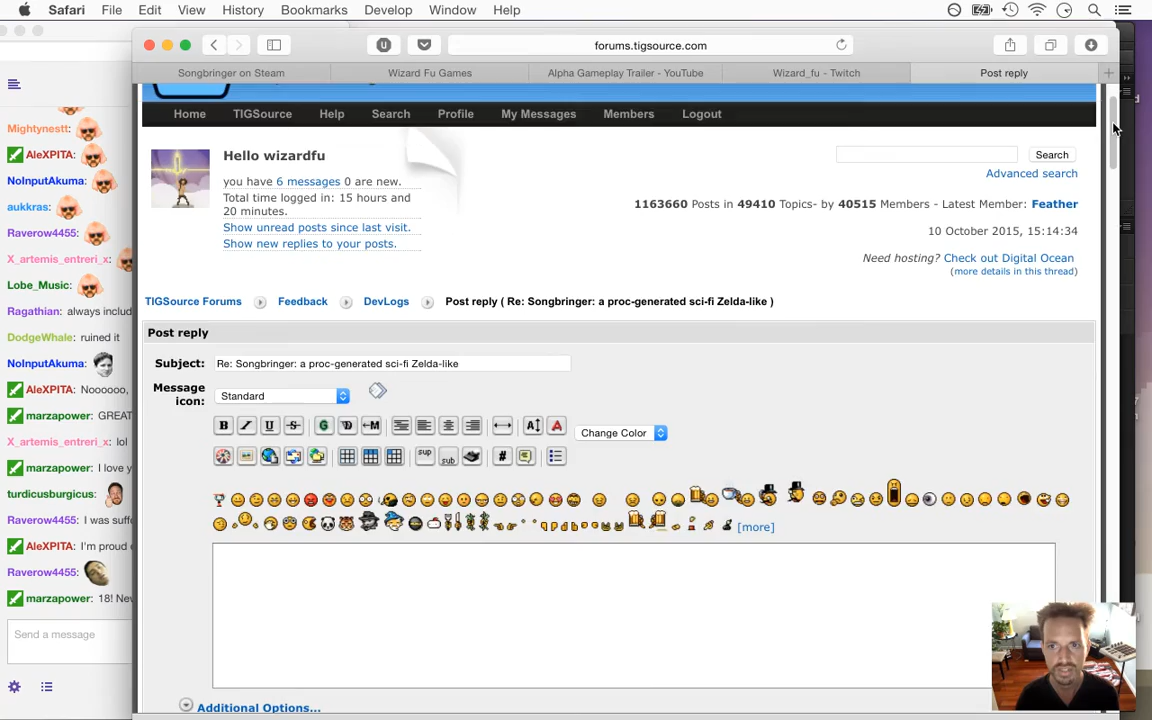 Safari File Edit View History Bookmarks Develop Window Help
forums.tigsource.com
Songbringer on Steam
Wizard Fu Games
Alpha Gameplay Trailer - YouTube
Wizard_fu - Twitch
Post reply
Home TIGSource Help Search Profile My Messages Members Logout
Hello wizardfu
you have 6 messages 0 are new.
Total time logged in: 15 hours and
20 minutes.
Show unread posts since last visit.
Show new replies to your posts.
Search
Advanced search
1163660 Posts in 49410 Topics- by 40515 Members - Latest Member: Feather
10 October 2015, 15:14:34
Need hosting? Check out Digital Ocean
(more details in this thread)
TIGSource Forums Feedback DevLogs Post reply ( Re: Songbringer: a proc-generated sci-fi Zelda-like )
Post reply
Subject: Re: Songbringer: a proc-generated sci-fi Zelda-like
Message
icon:
Standard
B I U S G M A A Change Color
sup sub #
[more]
Additional Options...
Mightynestt:
AleXPITA:
NoInputAkuma:
aukkras:
Raverow4455:
X_artemis_entreri_x:
Lobe_Music:
Ragathian: always includ
DodgeWhale: ruined it
NoInputAkuma:
AleXPITA: Nooooo,
marzapower: GREAT
X_artemis_entreri_x: lol
marzapower: I love y
turdicusburgicus:
Raverow4455: I was suffo
AleXPITA: I'm proud o
Raverow4455:
marzapower: 18! Nev
Send a message